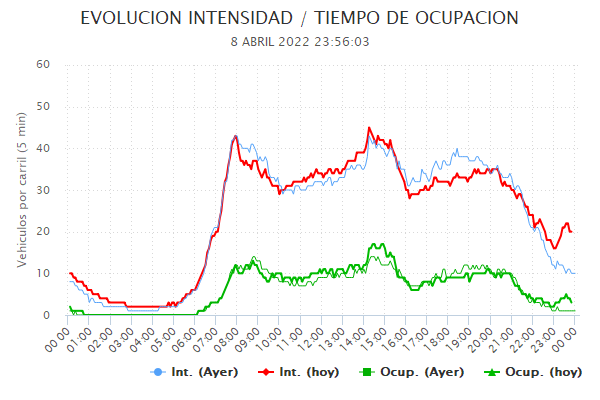 EVOLUCION INTENSIDAD / TIEMPO DE OCUPACION
8 ABRIL 2022 23:56:03
Vehiculos por carril (5 min)
60
50
40
30
20
10
0
00:00 01:00 02:00 03:00 04:00 05:00 06:00 07:00 08:00 09:00 10:00 11:00 12:00 13:00 14:00 15:00 16:00 17:00 18:00 19:00 20:00 21:00 22:00 23:00 00:00
Int. (Ayer) Int. (hoy) Ocup. (Ayer) Ocup. (hoy)